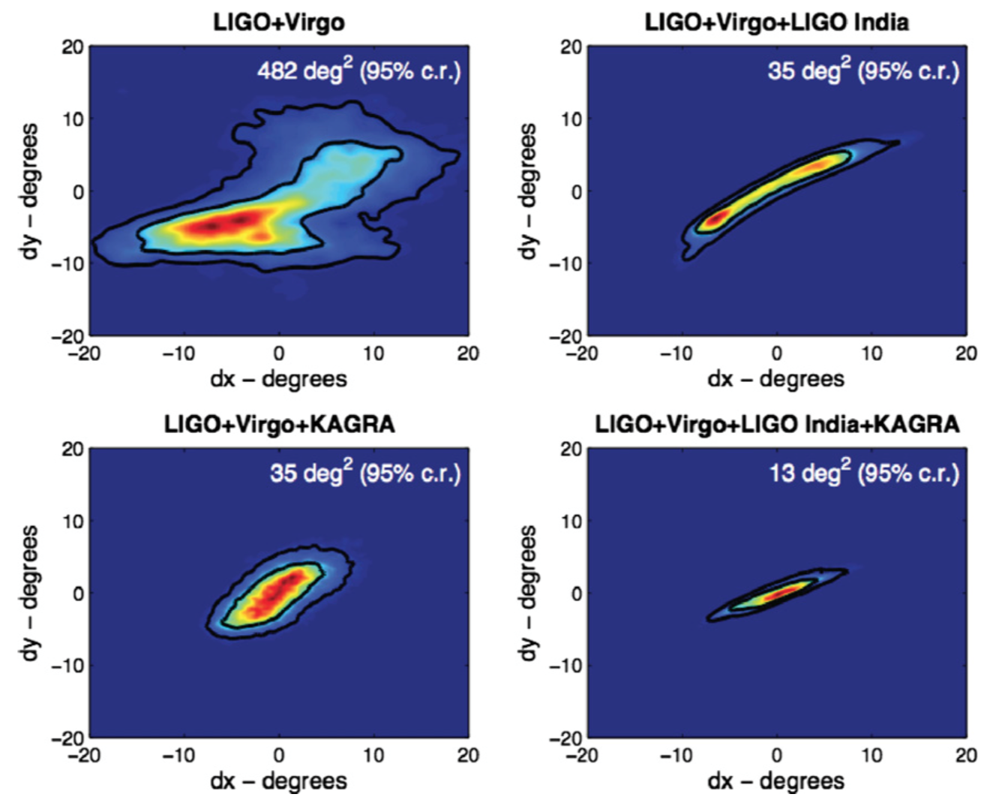 LIGO+Virgo
482 deg² (95% c.r.)
20
10
0
−10
−20
dy − degrees
−20 −10 0 10 20
dx − degrees
LIGO+Virgo+LIGO India
35 deg² (95% c.r.)
20
10
0
−10
−20
dy − degrees
−20 −10 0 10 20
dx − degrees
LIGO+Virgo+KAGRA
35 deg² (95% c.r.)
20
10
0
−10
−20
dy − degrees
−20 −10 0 10 20
dx − degrees
LIGO+Virgo+LIGO India+KAGRA
13 deg² (95% c.r.)
20
10
0
−10
−20
dy − degrees
−20 −10 0 10 20
dx − degrees